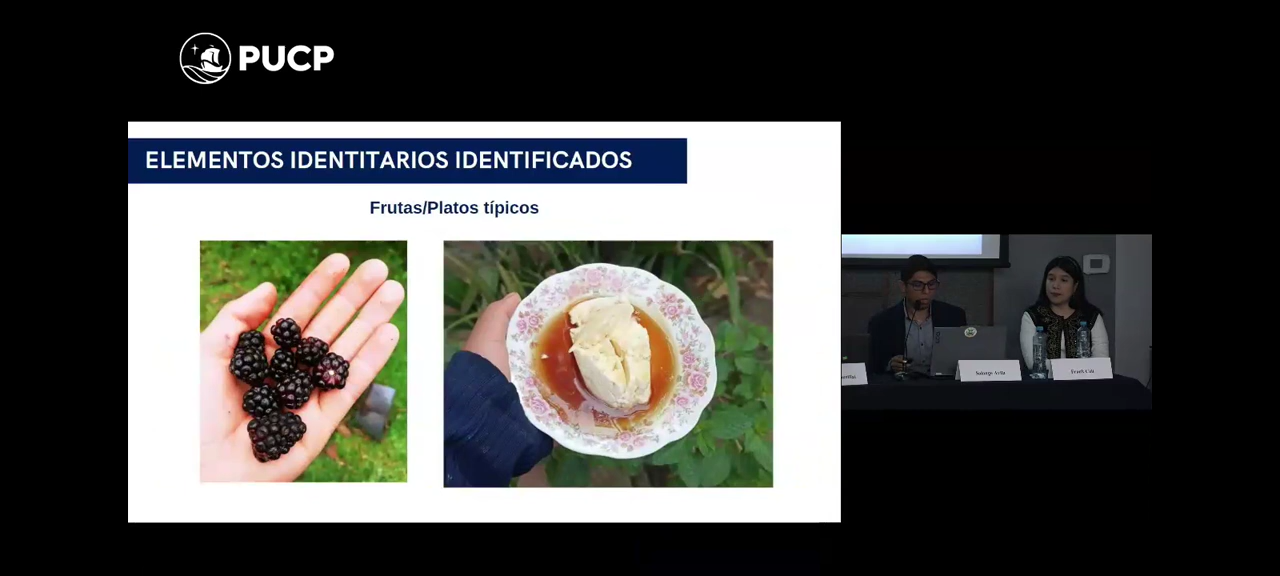 PUCP
ELEMENTOS IDENTITARIOS IDENTIFICADOS
Frutas/Platos típicos